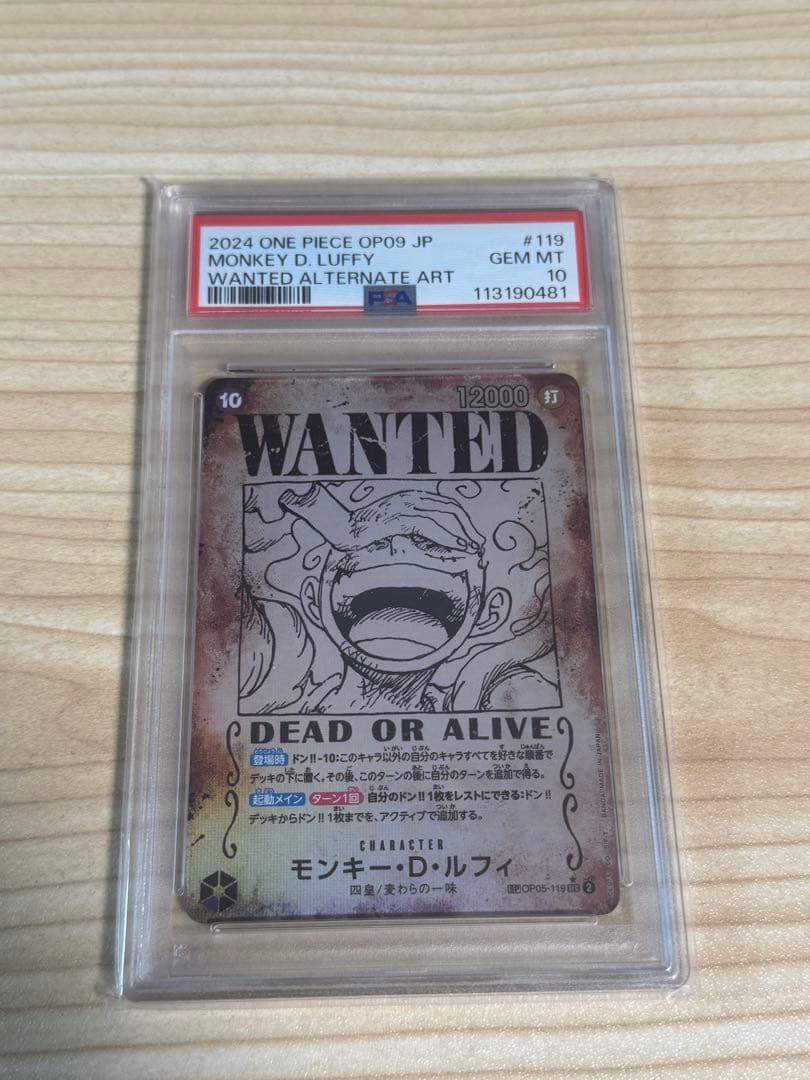 2024 ONE PIECE OP09 JP #119
MONKEY D. LUFFY GEM MT
WANTED ALTERNATE ART 10
PSA 113190481
10 12000 打
WANTED
DEAD OR ALIVE
登場時 ドン!!-10:このキャラ以外の自分のキャラすべてを好きな順番で
デッキの下に置く。その後、このターンの後に自分のターンを追加で得る。
起動メイン ターン1回 自分のドン!!1枚をレストにできる:ドン!!
デッキからドン!!1枚までを、アクティブで追加する。
CHARACTER
モンキー・D・ルフィ
四皇/麦わらの一味
SP OP05-119 SEC 2
BANDAI MADE IN JAPAN